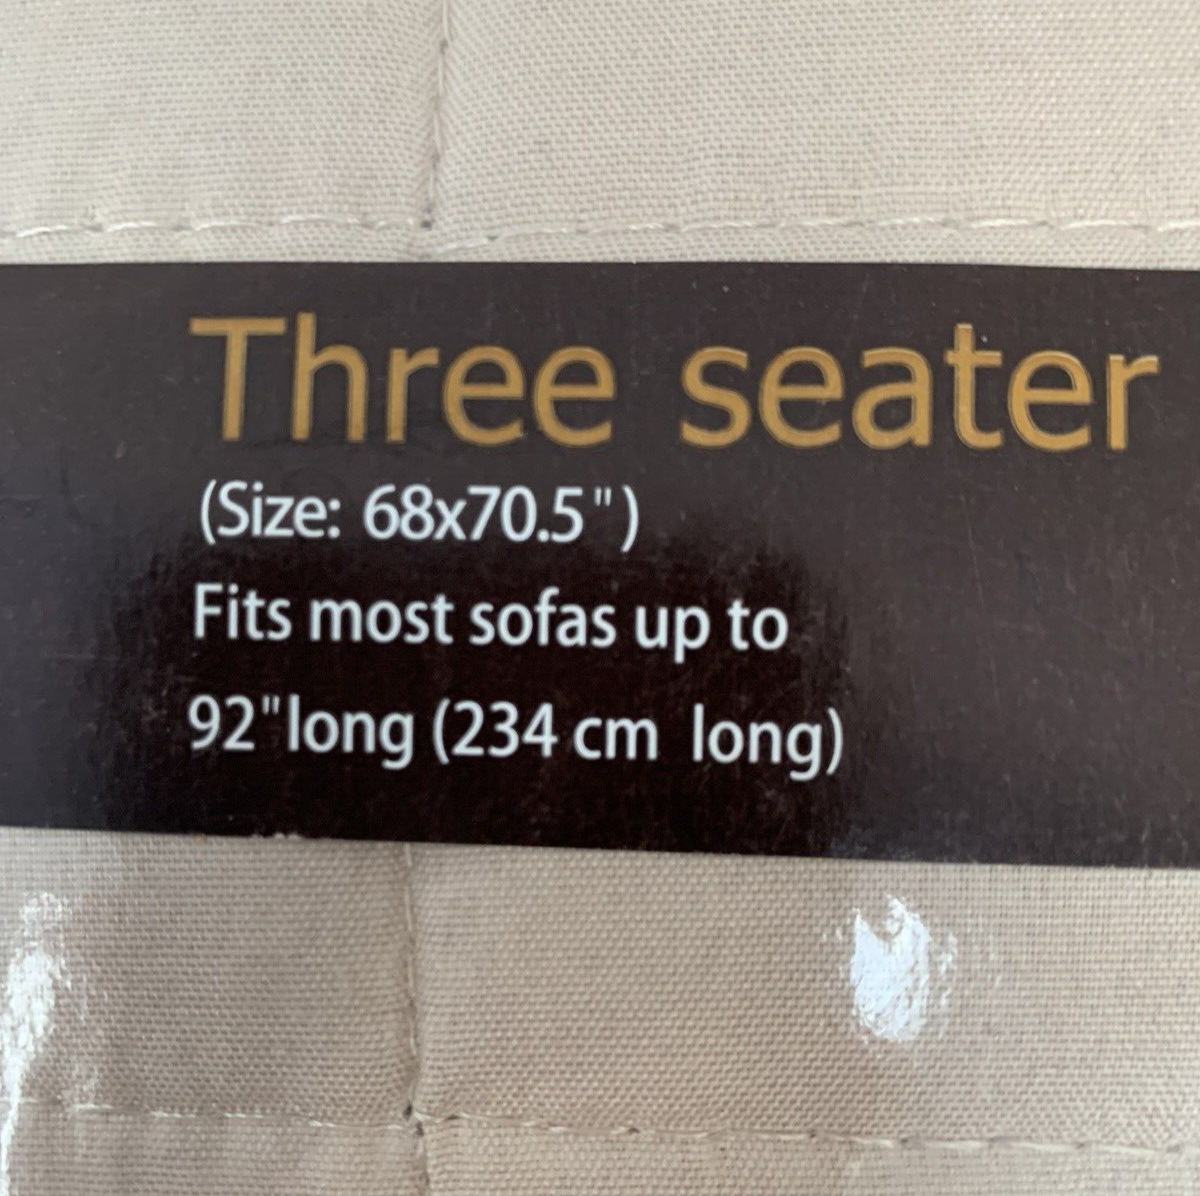 Three seater
(Size: 68x70.5")
Fits most sofas up to
92"long (234 cm long)